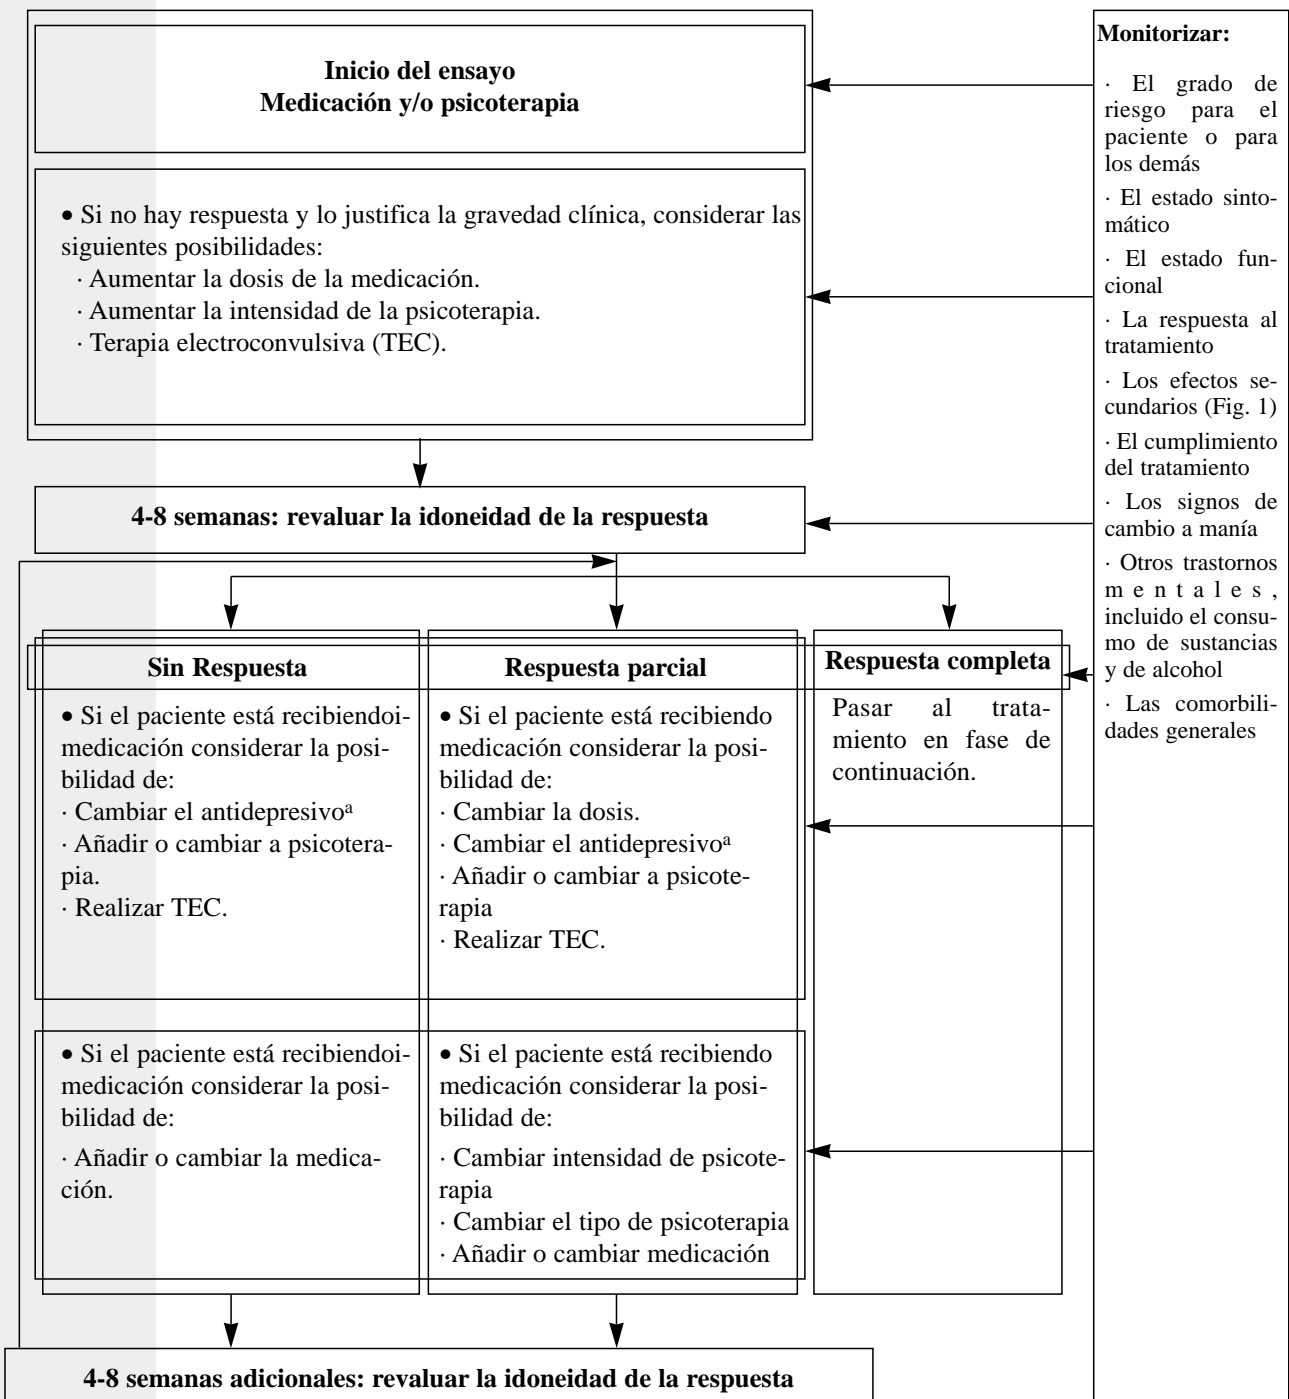 Inicio del ensayo
Medicación y/o psicoterapia
• Si no hay respuesta y lo justifica la gravedad clínica, considerar las
siguientes posibilidades:
· Aumentar la dosis de la medicación.
· Aumentar la intensidad de la psicoterapia.
· Terapia electroconvulsiva (TEC).
4-8 semanas: revaluar la idoneidad de la respuesta
Sin Respuesta
• Si el paciente está recibiendoi-
medicación considerar la posi-
bilidad de:
· Cambiar el antidepresivoᵃ
· Añadir o cambiar a psicotera-
pia.
· Realizar TEC.
• Si el paciente está recibiendoi-
medicación considerar la posi-
bilidad de:
· Añadir o cambiar la medica-
ción.
Respuesta parcial
• Si el paciente está recibiendo
medicación considerar la posi-
bilidad de:
· Cambiar la dosis.
· Cambiar el antidepresivoᵃ
· Añadir o cambiar a psicote-
rapia
· Realizar TEC.
• Si el paciente está recibiendo
medicación considerar la posi-
bilidad de:
· Cambiar intensidad de psicote-
rapia
· Cambiar el tipo de psicoterapia
· Añadir o cambiar medicación
Respuesta completa
Pasar al trata-
miento en fase de
continuación.
4-8 semanas adicionales: revaluar la idoneidad de la respuesta
Monitorizar:
· El grado de
riesgo para el
paciente o para
los demás
· El estado sinto-
mático
· El estado fun-
cional
· La respuesta al
tratamiento
· Los efectos se-
cundarios (Fig. 1)
· El cumplimiento
del tratamiento
· Los signos de
cambio a manía
· Otros trastornos
mentales,
incluido el consu-
mo de sustancias
y de alcohol
· Las comorbili-
dades generales